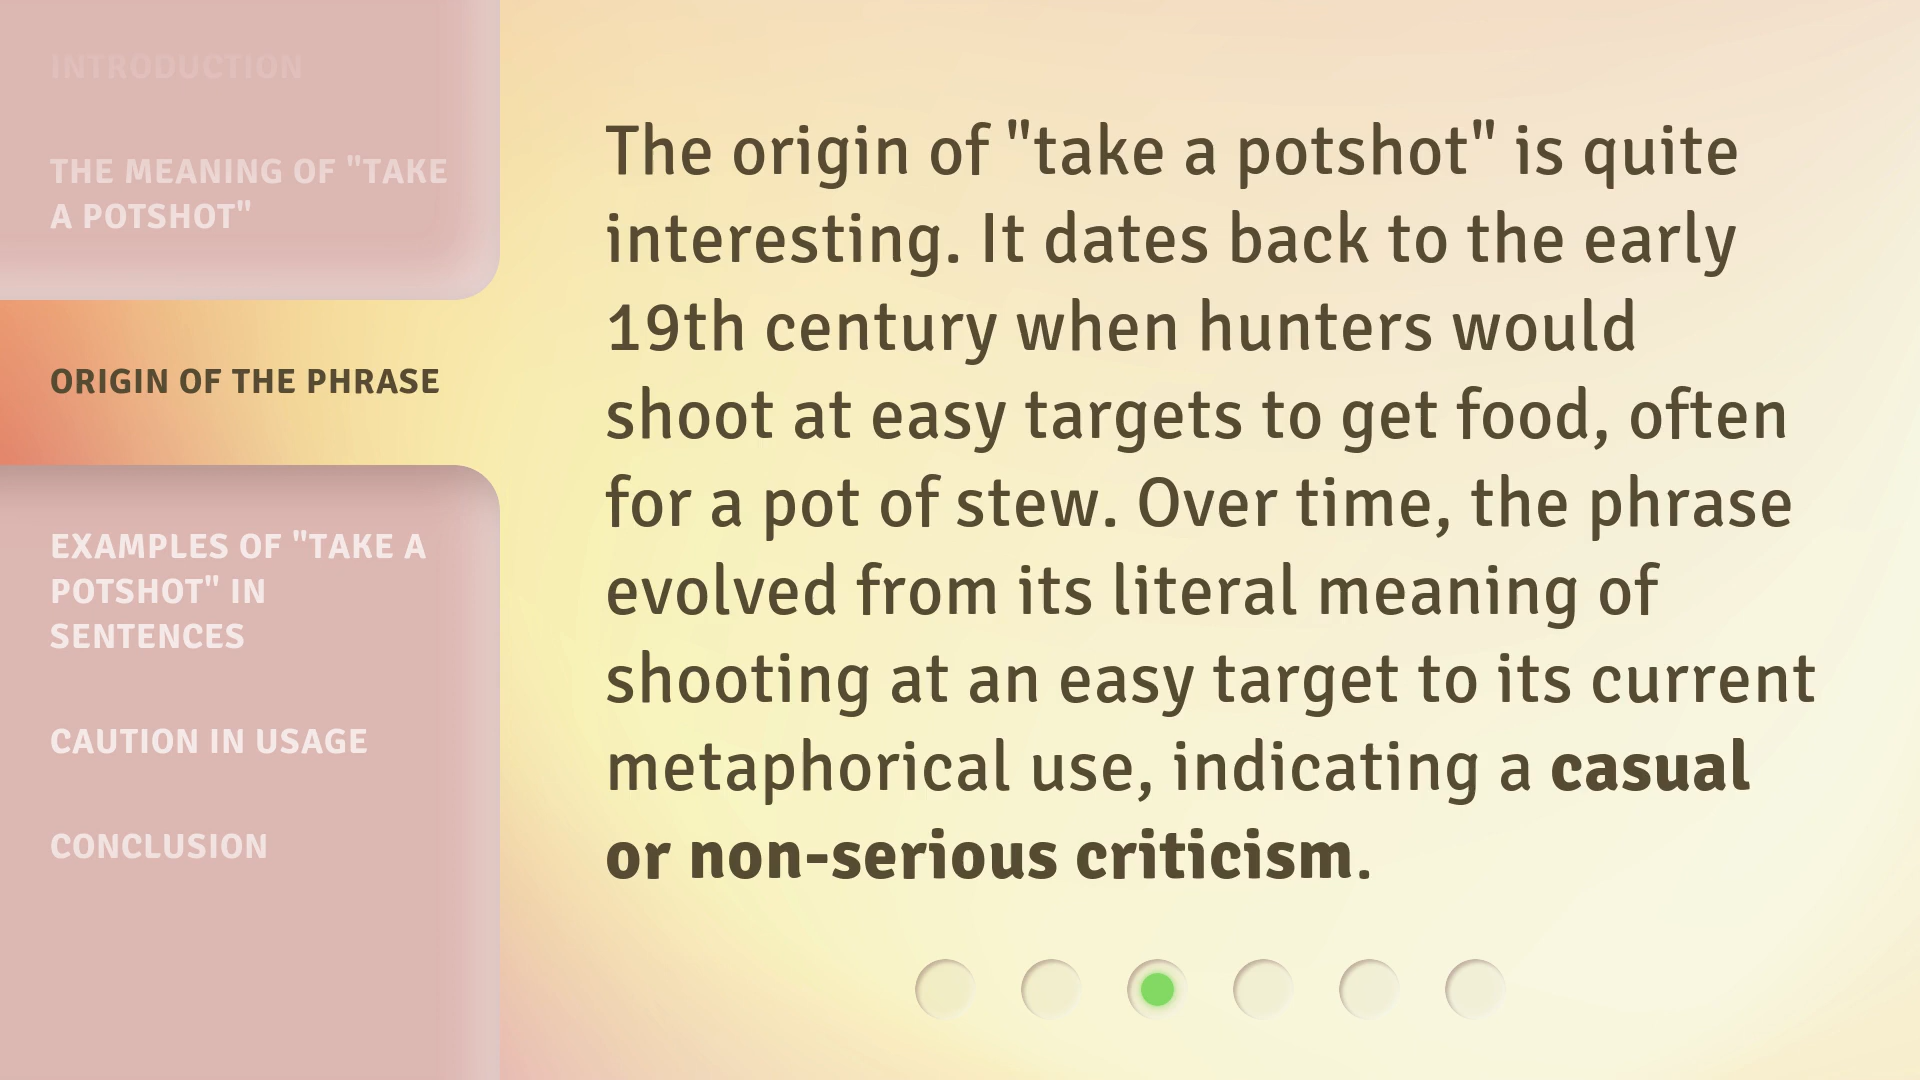 INTRODUCTION
THE MEANING OF "TAKE
A POTSHOT"
ORIGIN OF THE PHRASE
EXAMPLES OF "TAKE A
POTSHOT" IN
SENTENCES
CAUTION IN USAGE
CONCLUSION
The origin of "take a potshot" is quite
interesting. It dates back to the early
19th century when hunters would
shoot at easy targets to get food, often
for a pot of stew. Over time, the phrase
evolved from its literal meaning of
shooting at an easy target to its current
metaphorical use, indicating a casual
or non-serious criticism.